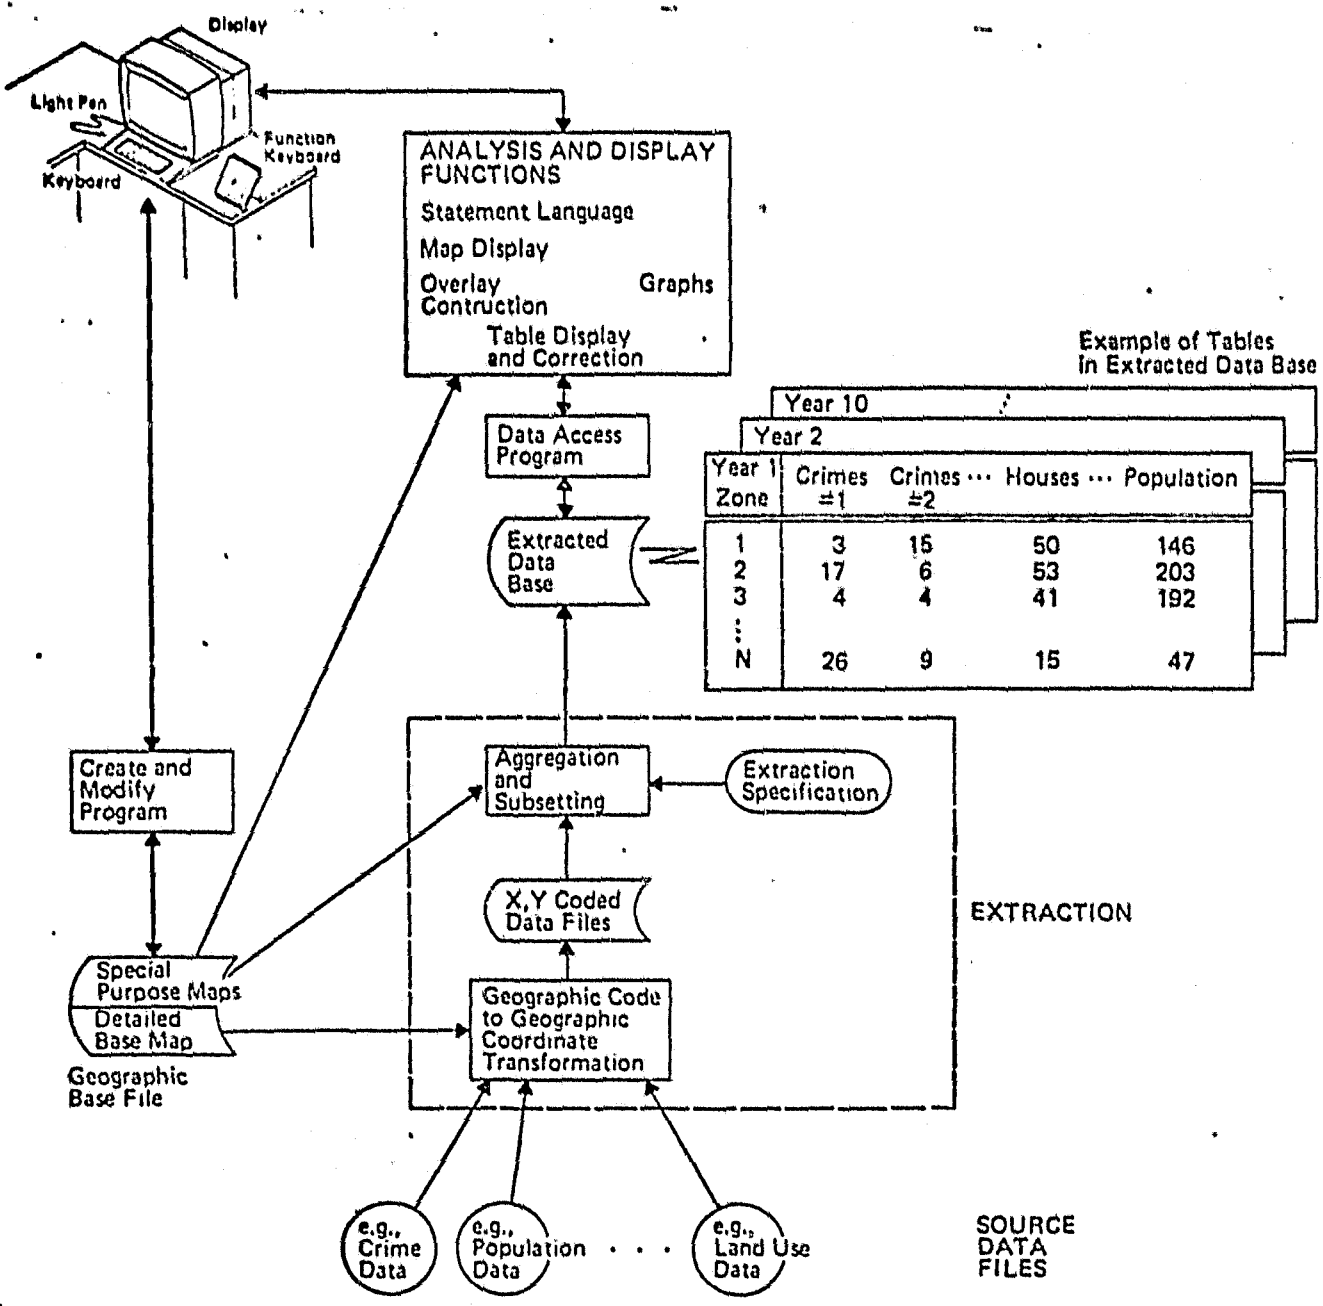 Display
Light Pen
Function
Keyboard
Keyboard
ANALYSIS AND DISPLAY
FUNCTIONS
Statement Language
Map Display
Overlay Graphs
Contruction
Table Display
and Correction
Example of Tables
in Extracted Data Base
Year 10
Year 2
Data Access
Program
Year 1 Crimes Crimes ... Houses ... Population
Zone #1 #2
Extracted
Data
Base
1 3 15 50 146
2 17 6 53 203
3 4 4 41 192
⋮
N 26 9 15 47
Create and
Modify
Program
Aggregation
and
Subsetting
Extraction
Specification
X,Y Coded
Data Files
EXTRACTION
Special
Purpose Maps
Detailed
Base Map
Geographic
Base File
Geographic Code
to Geographic
Coordinate
Transformation
e.g.,
Crime
Data
e.g.,
Population
Data
. . .
e.g.,
Land Use
Data
SOURCE
DATA
FILES